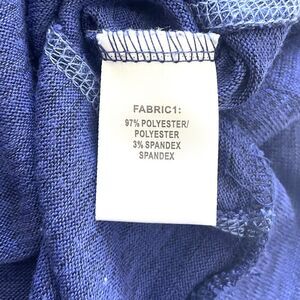 FABRIC1:
97% POLYESTER/
POLYESTER
3% SPANDEX
SPANDEX